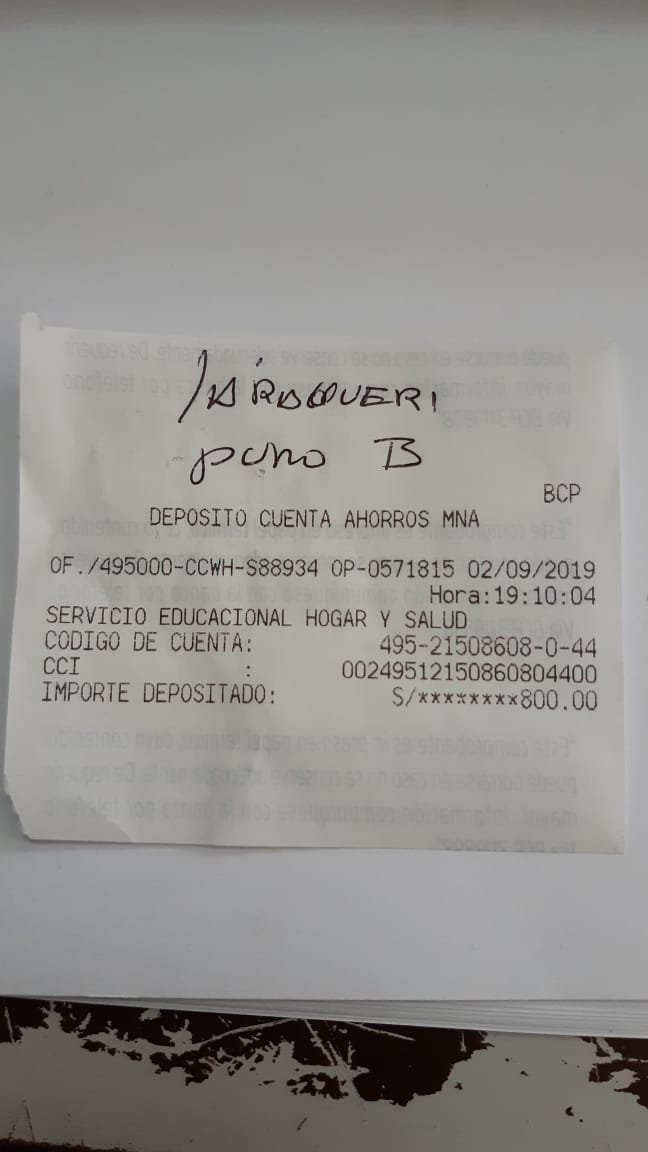 LARAQUERI
puno B
BCP
DEPOSITO CUENTA AHORROS MNA
OF./495000-CCWH-S88934 OP-0571815 02/09/2019
Hora:19:10:04
SERVICIO EDUCACIONAL HOGAR Y SALUD
CODIGO DE CUENTA: 495-21508608-0-44
CCI : 00249512150860804400
IMPORTE DEPOSITADO: S/********800.00